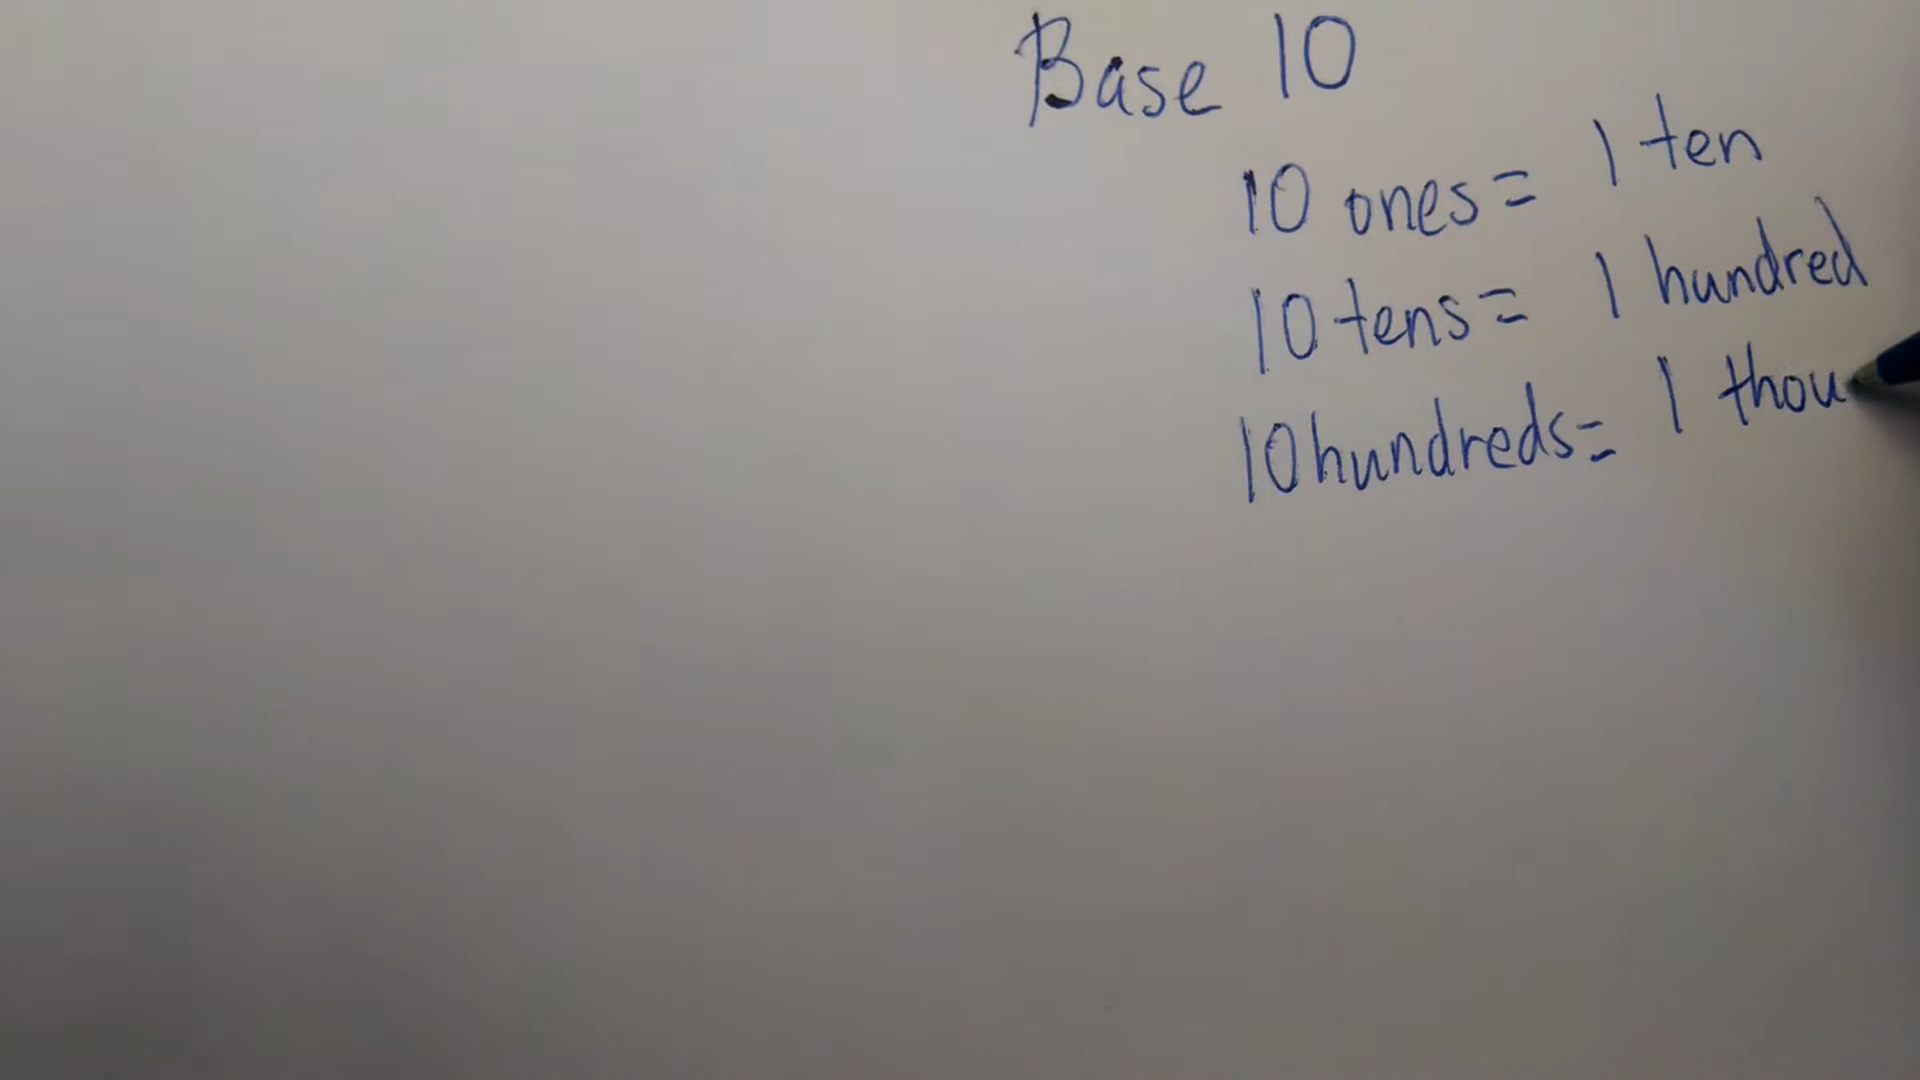 Base 10
10 ones = 1 ten
10 tens = 1 hundred
10 hundreds = 1 thou